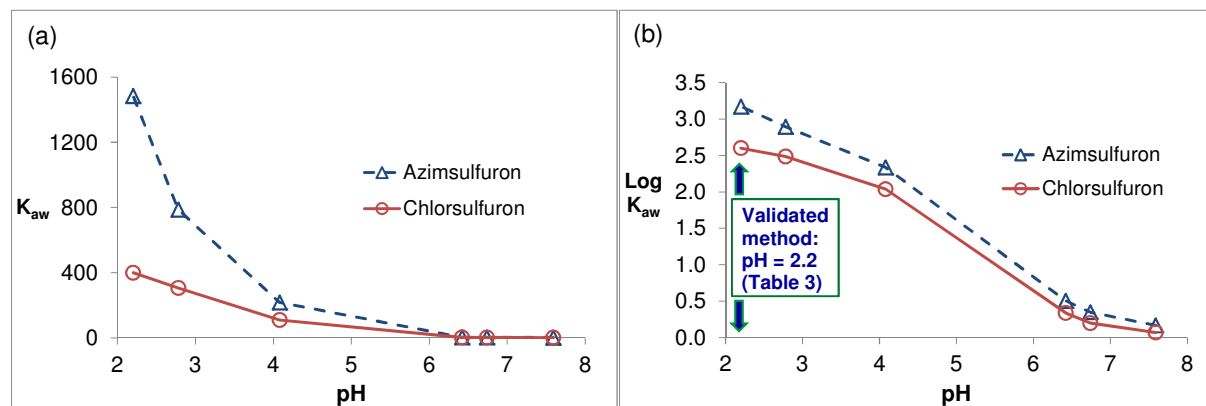 (a)
1600
1200
800
400
0
K_aw
2 3 4 5 6 7 8
pH
Azimsulfuron
Chlorsulfuron
(b)
3.5
3.0
2.5
2.0
1.5
1.0
0.5
0.0
Log
K_aw
2 3 4 5 6 7 8
pH
Azimsulfuron
Chlorsulfuron
Validated
method:
pH = 2.2
(Table 3)